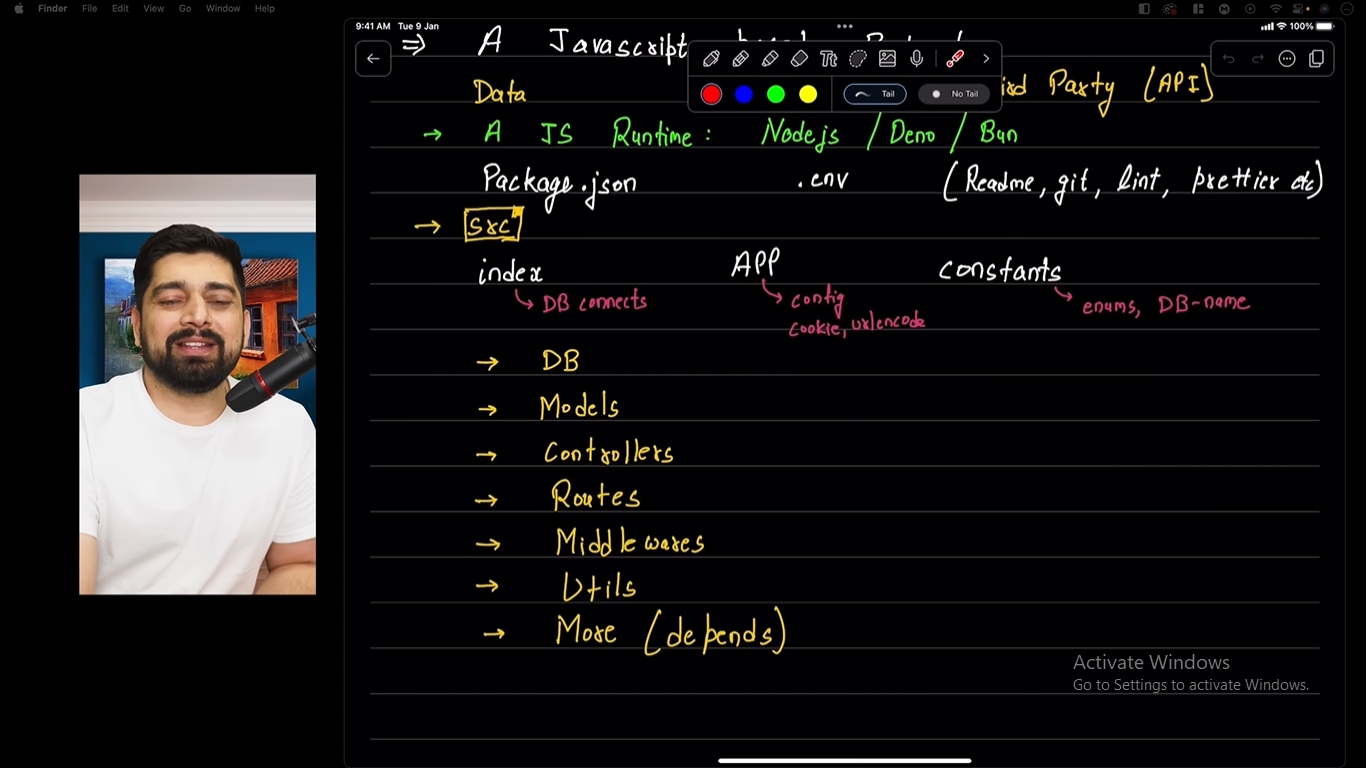 Finder File Edit View Go Window Help
9:41 AM Tue 9 Jan
100%
⇒ A Javascript
Tt
Tail No Tail
Data Party (API)
→ A JS Runtime: Nodejs / Deno / Bun
Package.json .env (Readme, git, lint, prettier etc)
→ src
index APP constants
DB connects config enums, DB-name
cookie, urlencode
→ DB
→ Models
→ Controllers
→ Routes
→ Middlewares
→ Utils
→ More (depends)
Activate Windows
Go to Settings to activate Windows.